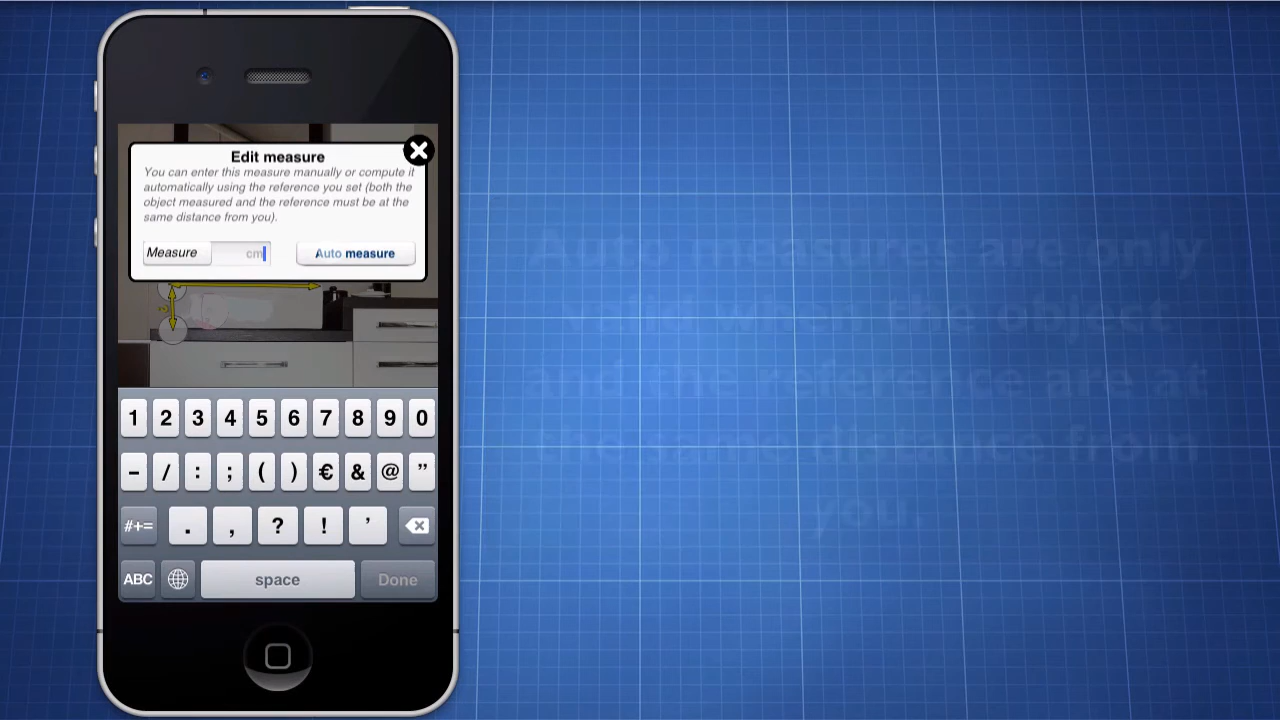 Edit measure
You can enter this measure manually or compute it
automatically using the reference you set (both the
object measured and the reference must be at the
same distance from you).
Measure cm Auto measure
1 2 3 4 5 6 7 8 9 0
- / : ; ( ) € & @ "
#+= . , ? ! '
ABC space Done
Auto measures are only
valid when the object
and the reference are at
the same distance from
you.